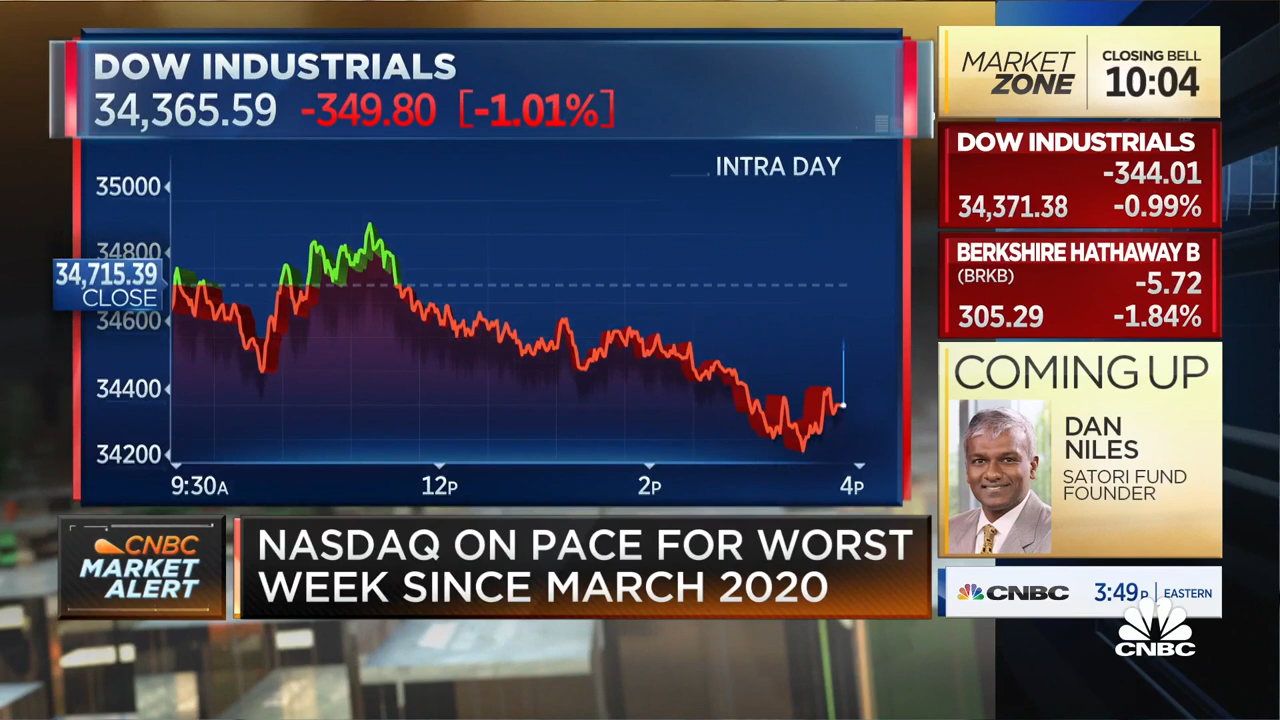 DOW INDUSTRIALS
34,365.59 -349.80 [-1.01%]
INTRA DAY
35000
34800
34,715.39
CLOSE
34600
34400
34200
9:30A 12P 2P 4P
CNBC
MARKET
ALERT
NASDAQ ON PACE FOR WORST
WEEK SINCE MARCH 2020
MARKET
ZONE
CLOSING BELL
10:04
DOW INDUSTRIALS
-344.01
34,371.38 -0.99%
BERKSHIRE HATHAWAY B
(BRKB) -5.72
305.29 -1.84%
COMING UP
DAN
NILES
SATORI FUND
FOUNDER
CNBC 3:49P EASTERN
CNBC